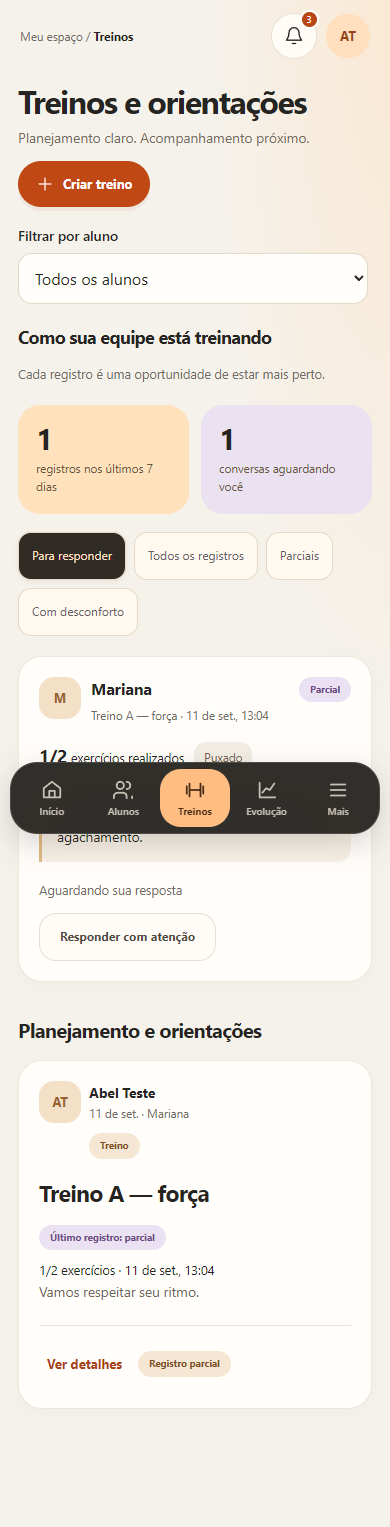 Meu espaço / Treinos
3
AT
Treinos e orientações
Planejamento claro. Acompanhamento próximo.
Criar treino
Filtrar por aluno
Todos os alunos
Como sua equipe está treinando
Cada registro é uma oportunidade de estar mais perto.
1
registros nos últimos 7
dias
1
conversas aguardando
você
Para responder
Todos os registros
Parciais
Com desconforto
M
Mariana
Parcial
Treino A — força · 11 de set., 13:04
1/2 exercícios realizados
Puxado
Início
Alunos
Treinos
Evolução
Mais
agachamento.
Aguardando sua resposta
Responder com atenção
Planejamento e orientações
AT
Abel Teste
11 de set. · Mariana
Treino
Treino A — força
Último registro: parcial
1/2 exercícios · 11 de set., 13:04
Vamos respeitar seu ritmo.
Ver detalhes
Registro parcial